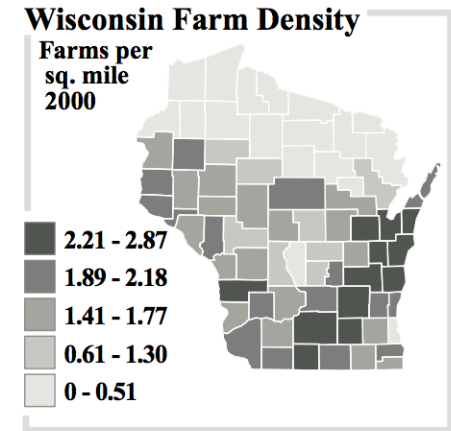 Wisconsin Farm Density
Farms per
sq. mile
2000
2.21 - 2.87
1.89 - 2.18
1.41 - 1.77
0.61 - 1.30
0 - 0.51